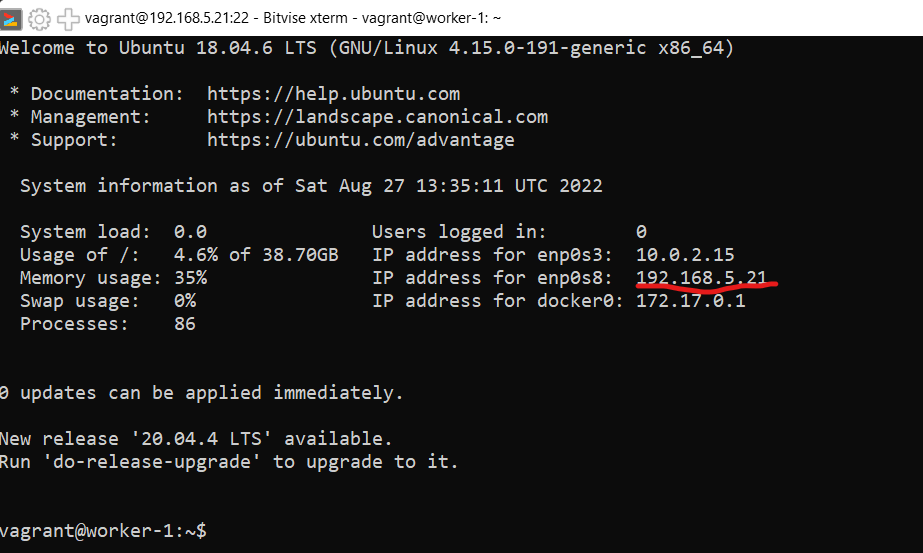 vagrant@192.168.5.21:22 - Bitvise xterm - vagrant@worker-1: ~
Welcome to Ubuntu 18.04.6 LTS (GNU/Linux 4.15.0-191-generic x86_64)
* Documentation:  https://help.ubuntu.com
* Management:     https://landscape.canonical.com
* Support:        https://ubuntu.com/advantage
System information as of Sat Aug 27 13:35:11 UTC 2022
System load:  0.0                Users logged in:        0
Usage of /:   4.6% of 38.70GB   IP address for enp0s3:  10.0.2.15
Memory usage: 35%               IP address for enp0s8:  192.168.5.21
Swap usage:   0%                IP address for docker0: 172.17.0.1
Processes:    86
0 updates can be applied immediately.
New release '20.04.4 LTS' available.
Run 'do-release-upgrade' to upgrade to it.
vagrant@worker-1:~$